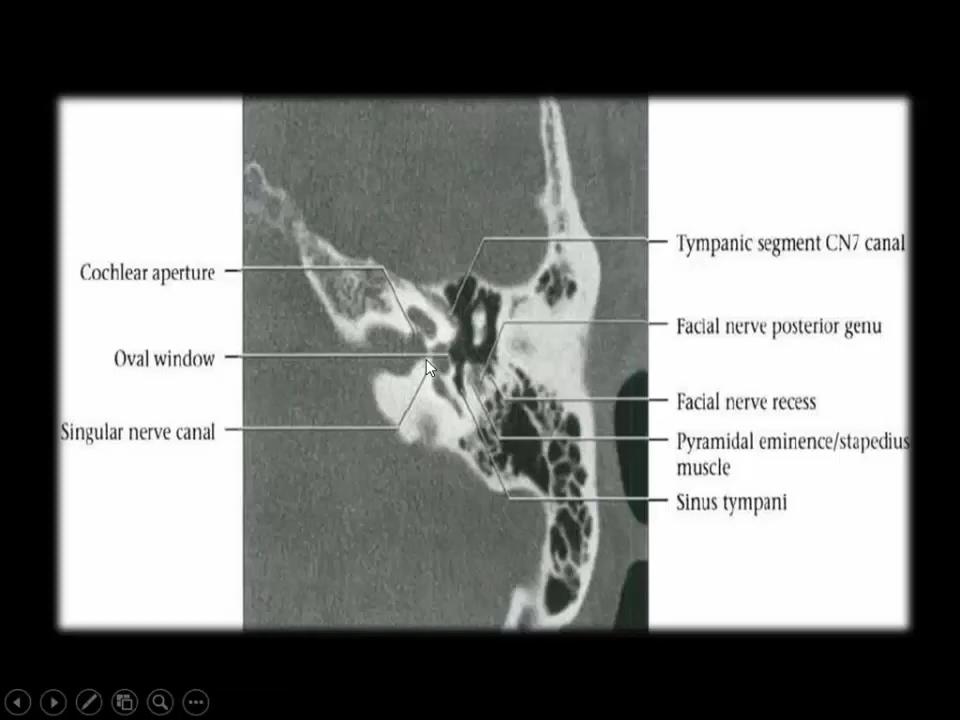 Cochlear aperture
Oval window
Singular nerve canal
Tympanic segment CN7 canal
Facial nerve posterior genu
Facial nerve recess
Pyramidal eminence/stapedius
muscle
Sinus tympani